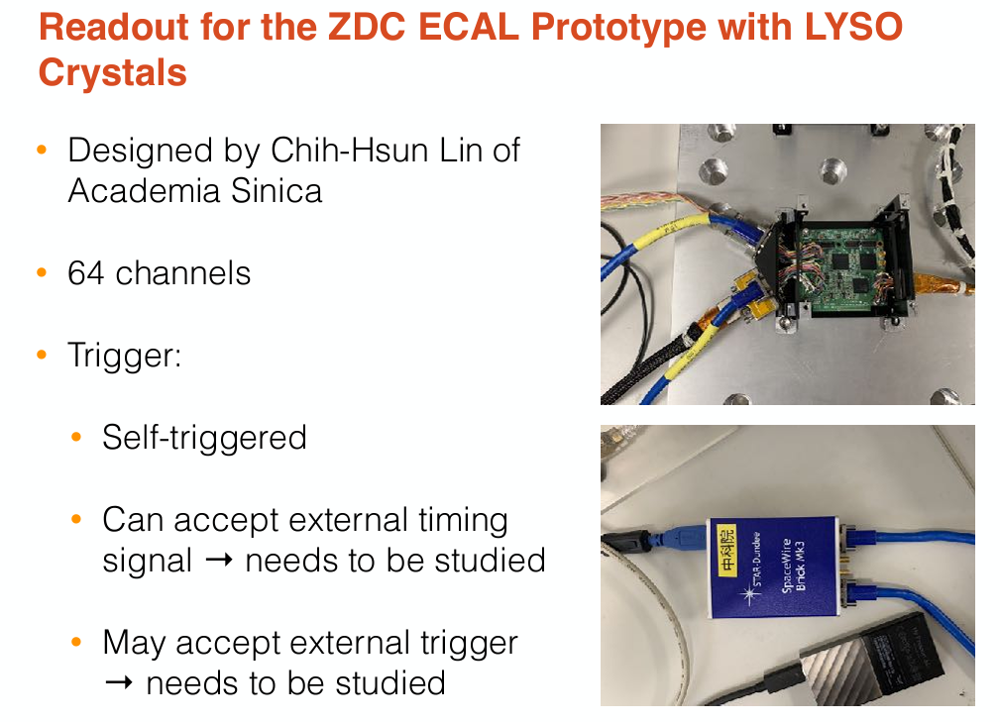 Readout for the ZDC ECAL Prototype with LYSO
Crystals
• Designed by Chih-Hsun Lin of
Academia Sinica
• 64 channels
• Trigger:
• Self-triggered
• Can accept external timing
signal → needs to be studied
• May accept external trigger
→ needs to be studied
中科院
STAR-Dundee
SpaceWire
Brick Mk3